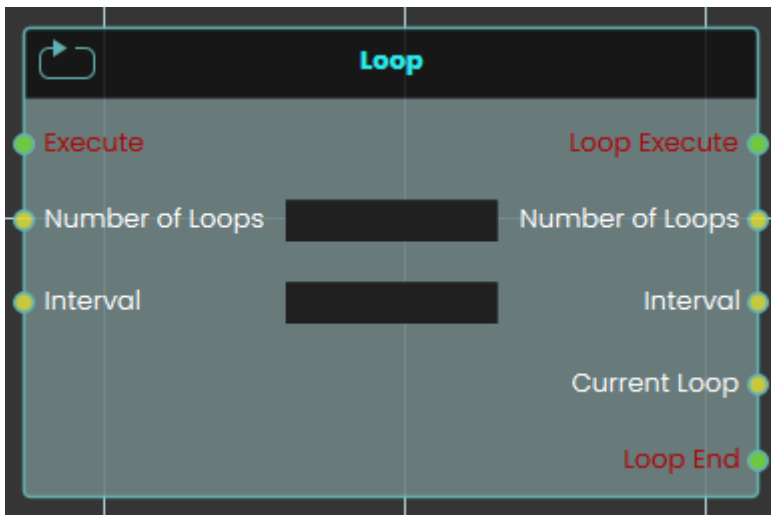 Loop
Execute
Loop Execute
Number of Loops
Number of Loops
Interval
Interval
Current Loop
Loop End